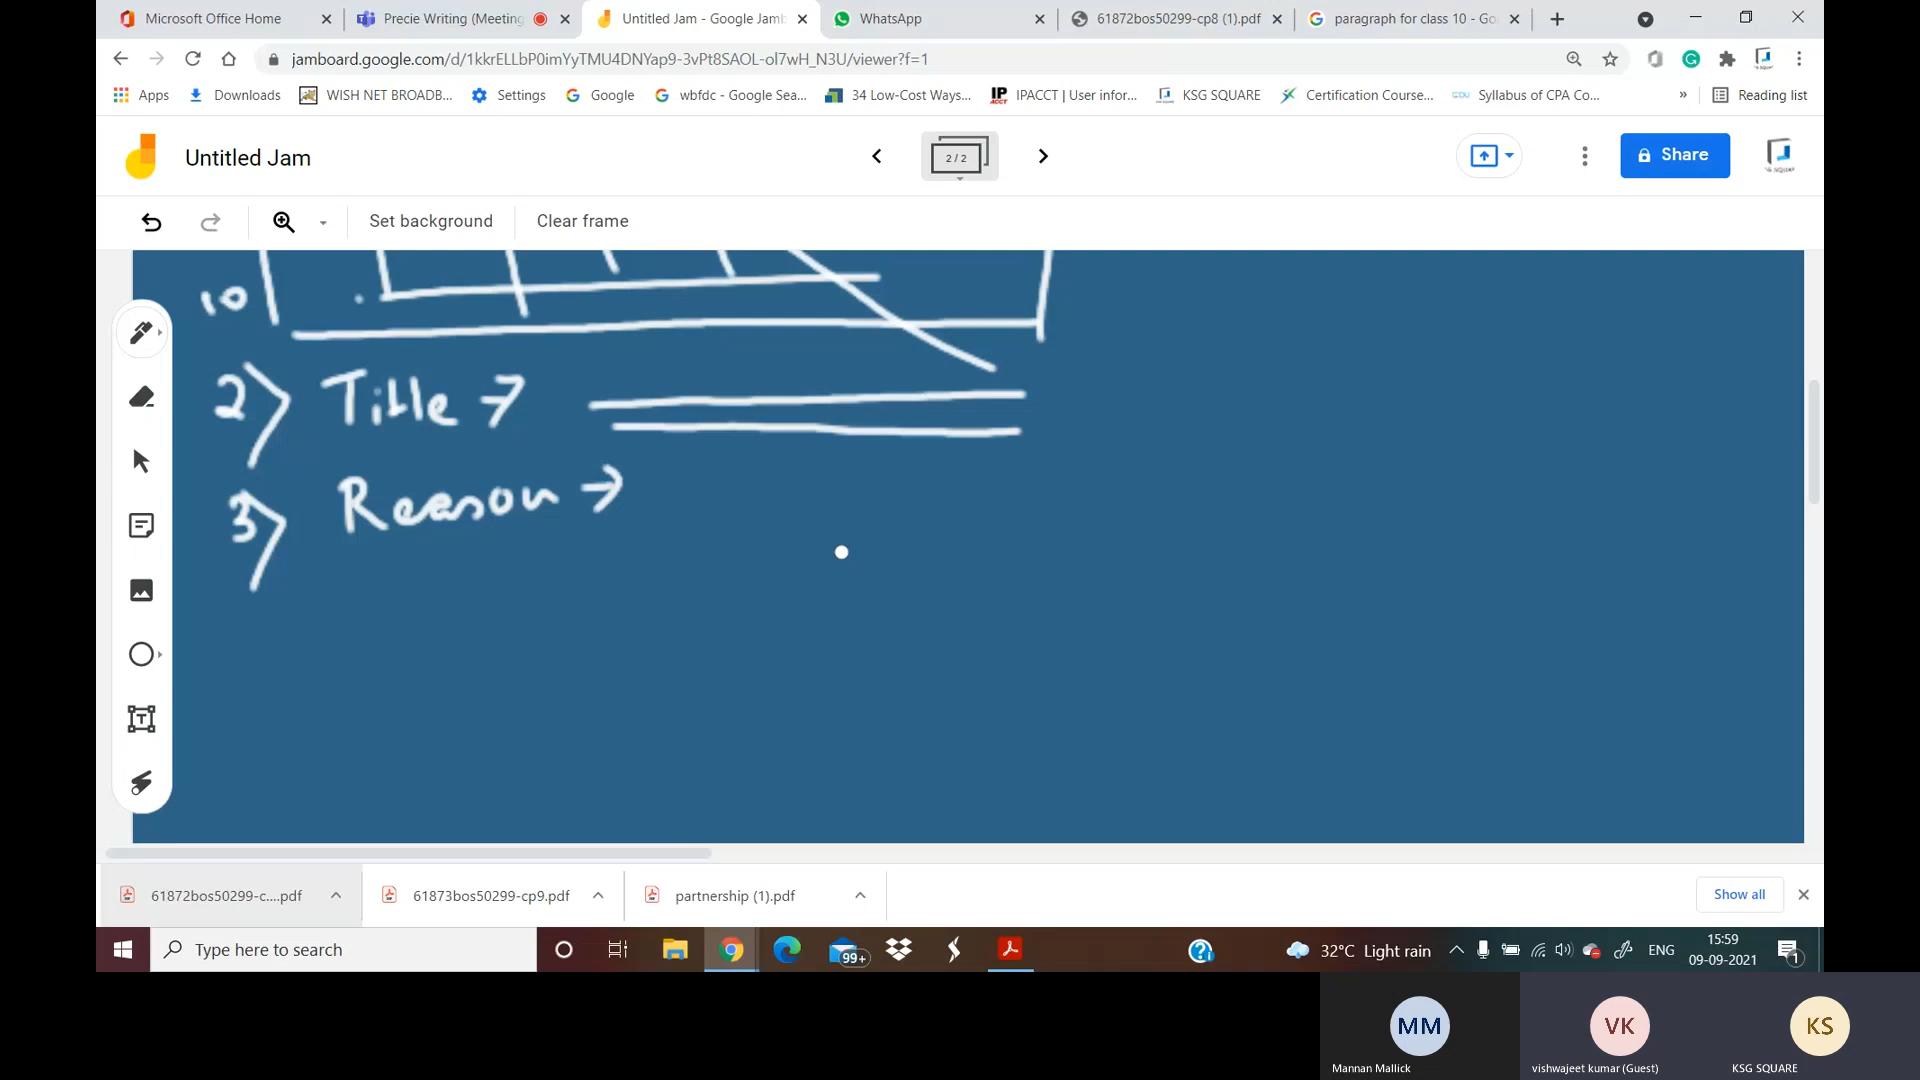 Microsoft Office Home
Precie Writing (Meeting
Untitled Jam - Google Jamb
WhatsApp
61872bos50299-cp8 (1).pdf
paragraph for class 10 - Go
jamboard.google.com/d/1kkrELLbP0imYyTMU4DNYap9-3vPt8SAOL-ol7wH_N3U/viewer?f=1
Apps
Downloads
WISH NET BROADB...
Settings
Google
wbfdc - Google Sea...
34 Low-Cost Ways...
IPACCT | User infor...
KSG SQUARE
Certification Course...
Syllabus of CPA Co...
»
Reading list
Untitled Jam
2 / 2
Share
Set background
Clear frame
10
2) Title →
3) Reason →
61872bos50299-c....pdf
61873bos50299-cp9.pdf
partnership (1).pdf
Show all
Type here to search
99+
32°C Light rain
ENG
15:59
09-09-2021
1
MM
VK
KS
Mannan Mallick
vishwajeet kumar (Guest)
KSG SQUARE